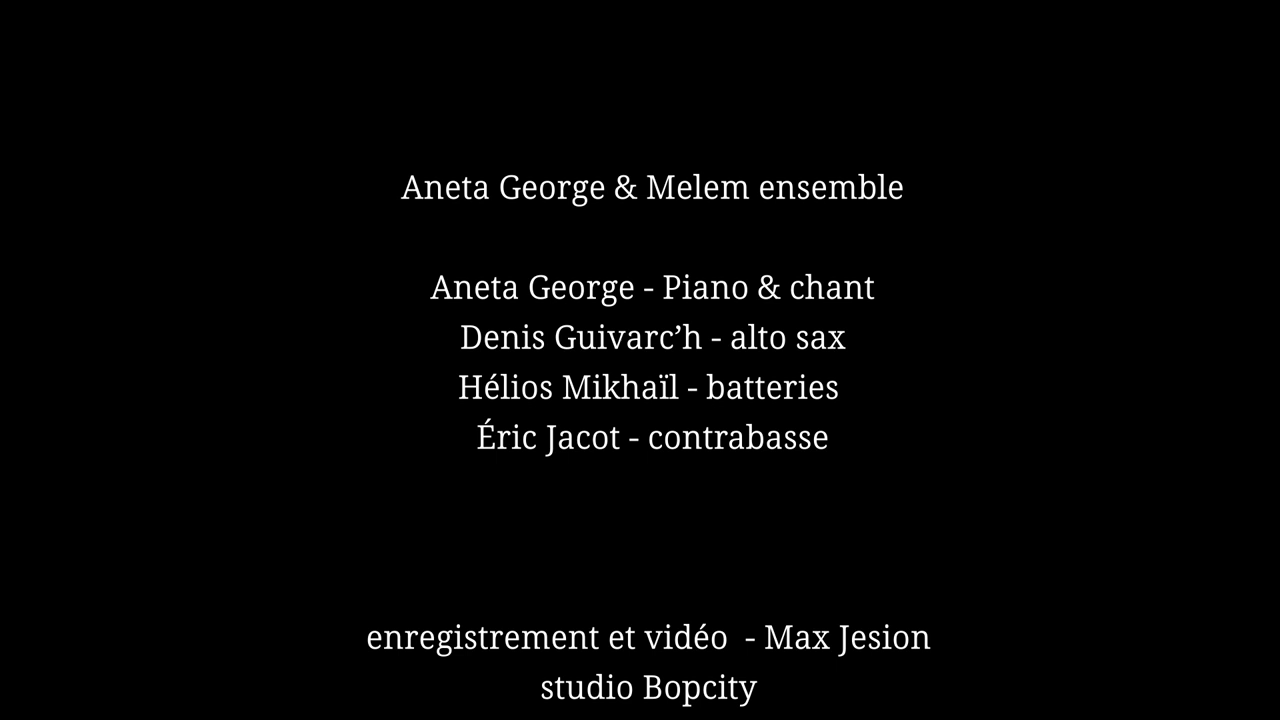 Aneta George & Melem ensemble
Aneta George - Piano & chant
Denis Guivarc’h - alto sax
Hélios Mikhaïl - batteries
Éric Jacot - contrabasse
enregistrement et vidéo - Max Jesion
studio Bopcity